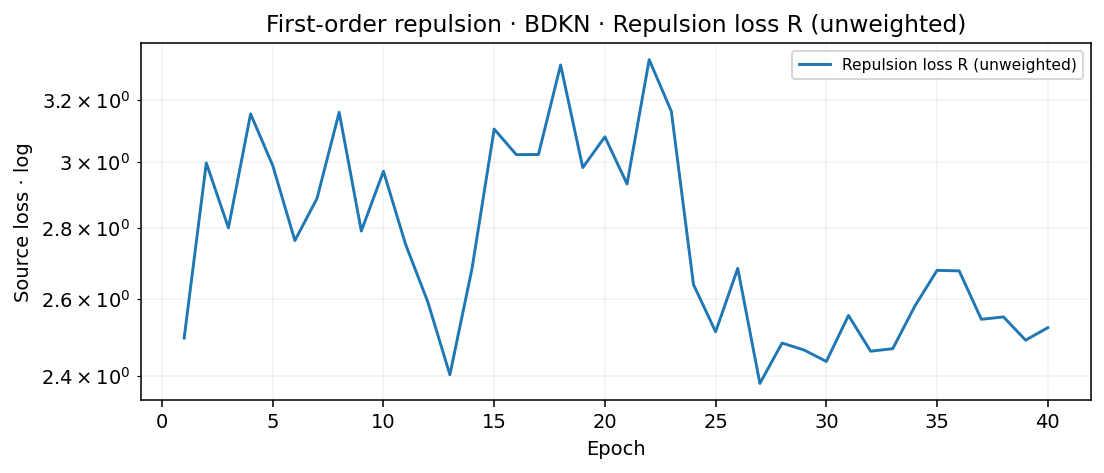 First-order repulsion · BDKN · Repulsion loss R (unweighted)
Repulsion loss R (unweighted)
Source loss · log
3.2 × 10⁰
3 × 10⁰
2.8 × 10⁰
2.6 × 10⁰
2.4 × 10⁰
0 5 10 15 20 25 30 35 40
Epoch